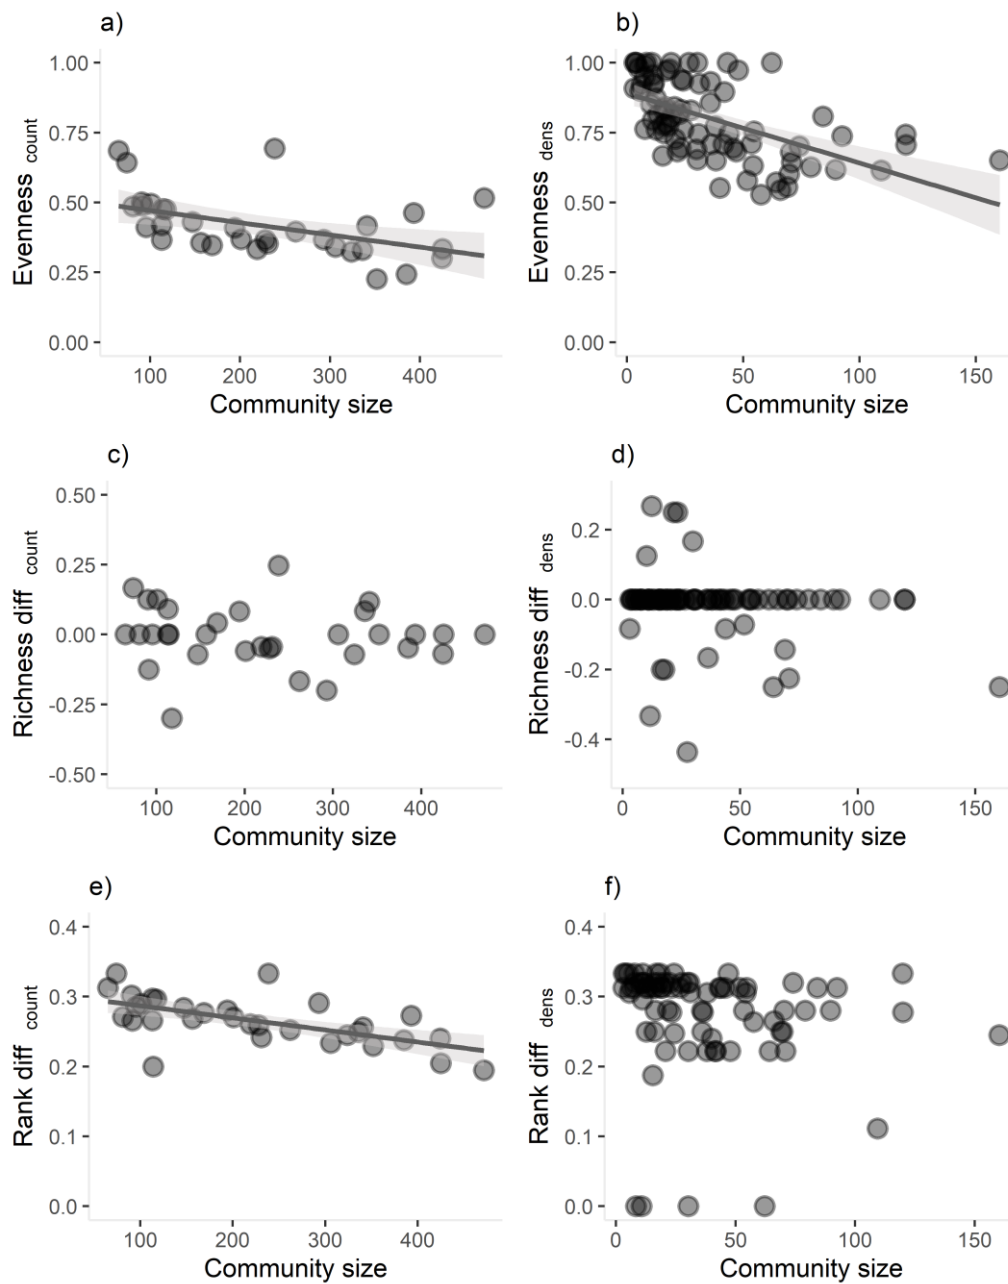 a)
Evenness count
1.00
0.75
0.50
0.25
0.00
100 200 300 400
Community size
b)
Evenness dens
1.00
0.75
0.50
0.25
0.00
0 50 100 150
Community size
c)
Richness diff count
0.50
0.25
0.00
-0.25
-0.50
100 200 300 400
Community size
d)
Richness diff dens
0.2
0.0
-0.2
-0.4
0 50 100 150
Community size
e)
Rank diff count
0.4
0.3
0.2
0.1
0.0
100 200 300 400
Community size
f)
Rank diff dens
0.4
0.3
0.2
0.1
0.0
0 50 100 150
Community size